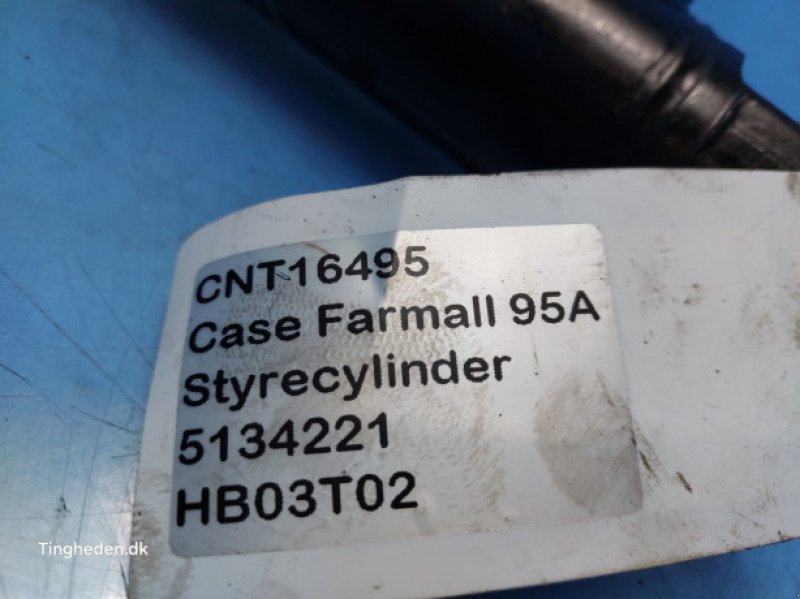 CNT16495
Case Farmall 95A
Styrecylinder
5134221
HB03T02
Tingheden.dk